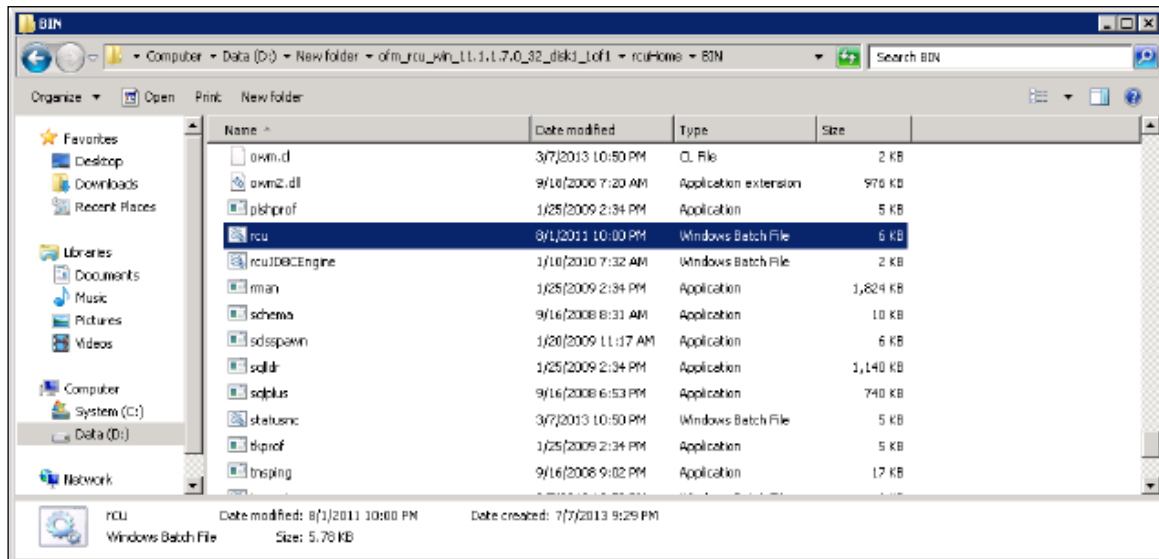 BIN
Computer Data (D:) New folder ofm_rcu_win_11.1.1.7.0_32_disk1_1of1 rcuHome BIN Search BIN
Organize Open Print New folder
Favorites
Desktop
Downloads
Recent Places
Libraries
Documents
Music
Pictures
Videos
Computer
System (C:)
Data (D:)
Network
Name Date modified Type Size
owm.cl 3/7/2013 10:50 PM CL File 2 KB
owm2.dll 9/18/2008 7:20 AM Application extension 976 KB
plshprof 1/25/2009 2:34 PM Application 5 KB
rcu 8/1/2011 10:00 PM Windows Batch File 6 KB
rcuJDBCEngine 1/18/2010 7:32 AM Windows Batch File 2 KB
rman 1/25/2009 2:34 PM Application 1,824 KB
schema 9/16/2008 8:31 AM Application 10 KB
sclsspawn 1/20/2009 11:17 AM Application 6 KB
sqlldr 1/25/2009 2:34 PM Application 1,140 KB
sqlplus 9/16/2008 6:53 PM Application 740 KB
statusnc 3/7/2013 10:50 PM Windows Batch File 5 KB
tkprof 1/25/2009 2:34 PM Application 5 KB
tnsping 9/16/2008 9:02 PM Application 17 KB
rcu Date modified: 8/1/2011 10:00 PM Date created: 7/7/2013 9:29 PM
Windows Batch File Size: 5.78 KB